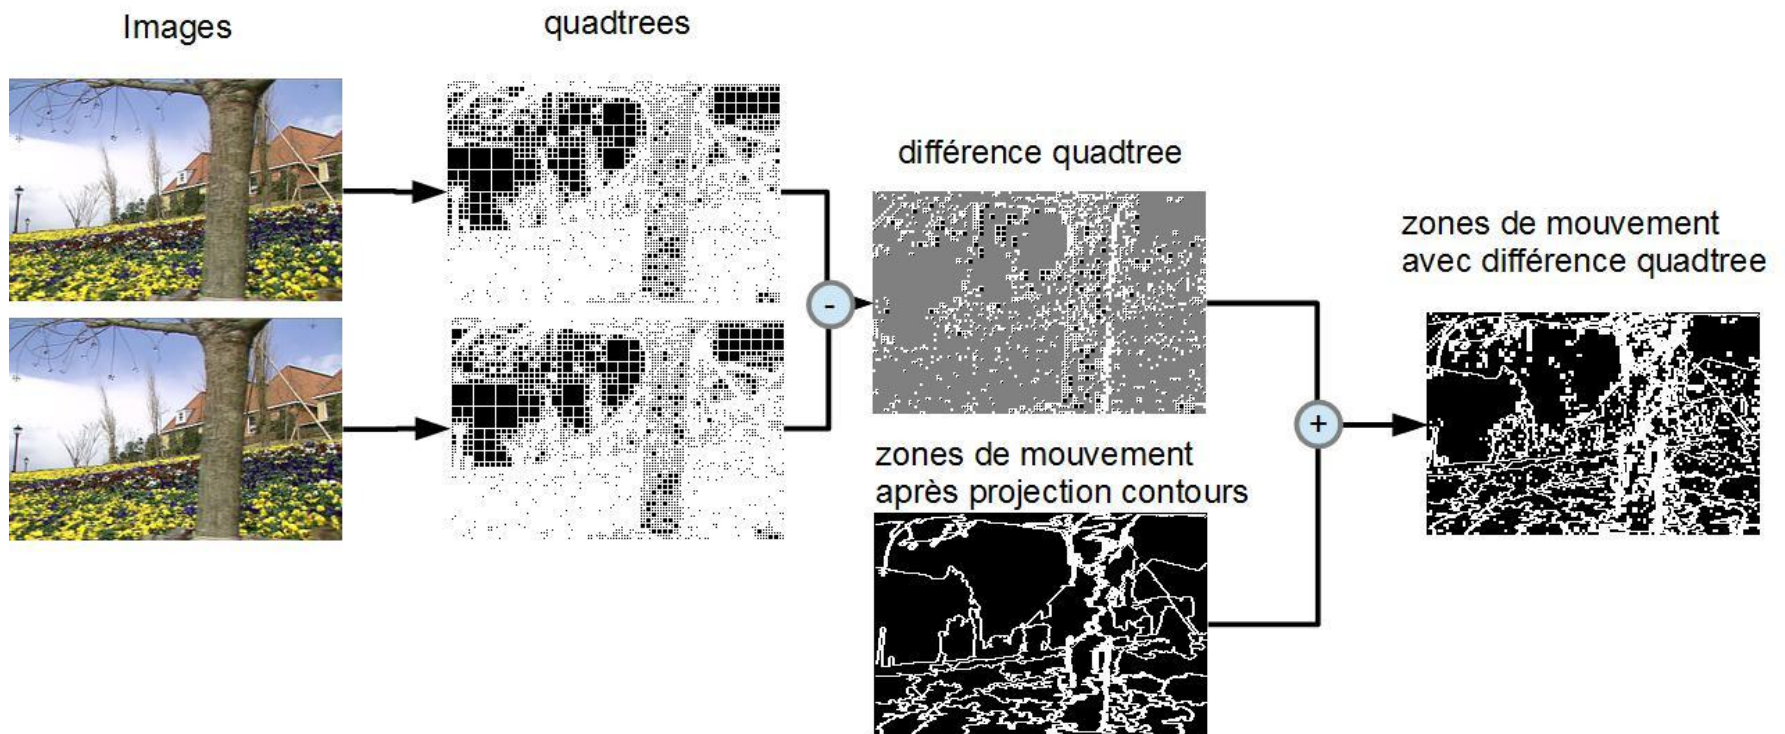 Images
quadtrees
différence quadtree
zones de mouvement
avec différence quadtree
-
+
zones de mouvement
après projection contours